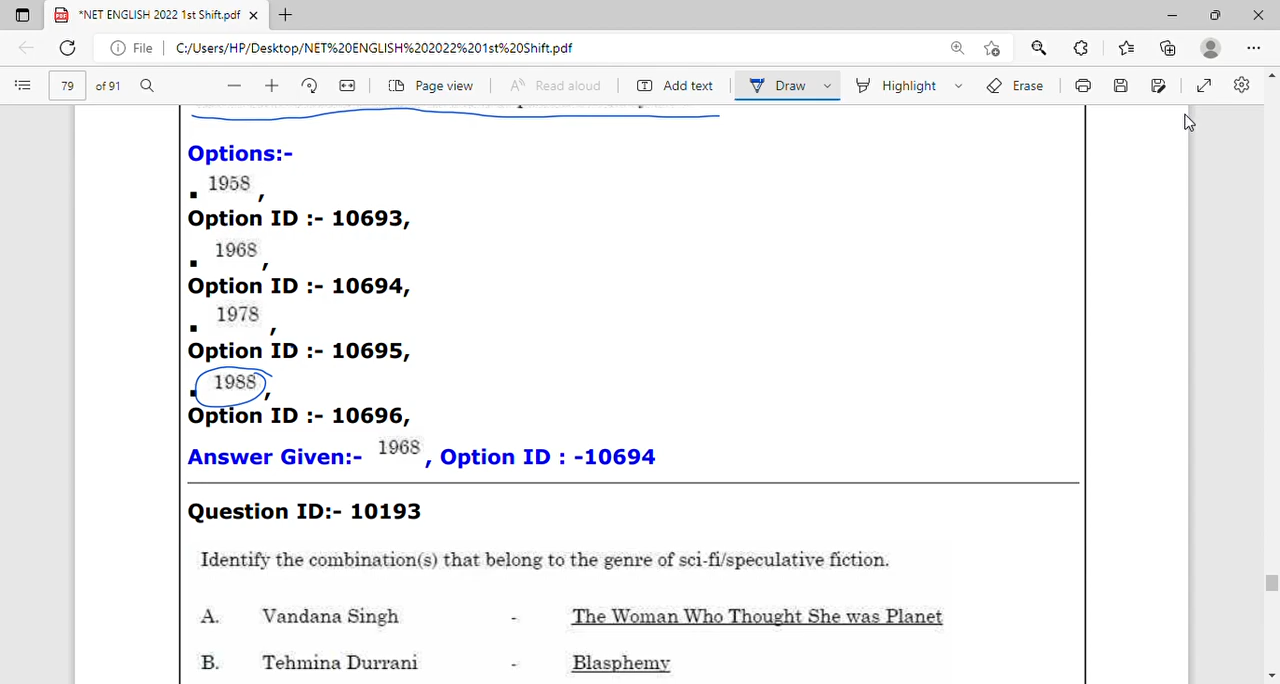 *NET ENGLISH 2022 1st Shift.pdf
File C:/Users/HP/Desktop/NET%20ENGLISH%202022%201st%20Shift.pdf
79 of 91 Page view Read aloud Add text Draw Highlight Erase
Options:-
1958 ,
Option ID :- 10693,
1968 ,
Option ID :- 10694,
1978 ,
Option ID :- 10695,
1988 ,
Option ID :- 10696,
Answer Given:- 1968 , Option ID : -10694
Question ID:- 10193
Identify the combination(s) that belong to the genre of sci-fi/speculative fiction.
A. Vandana Singh - The Woman Who Thought She was Planet
B. Tehmina Durrani - Blasphemy